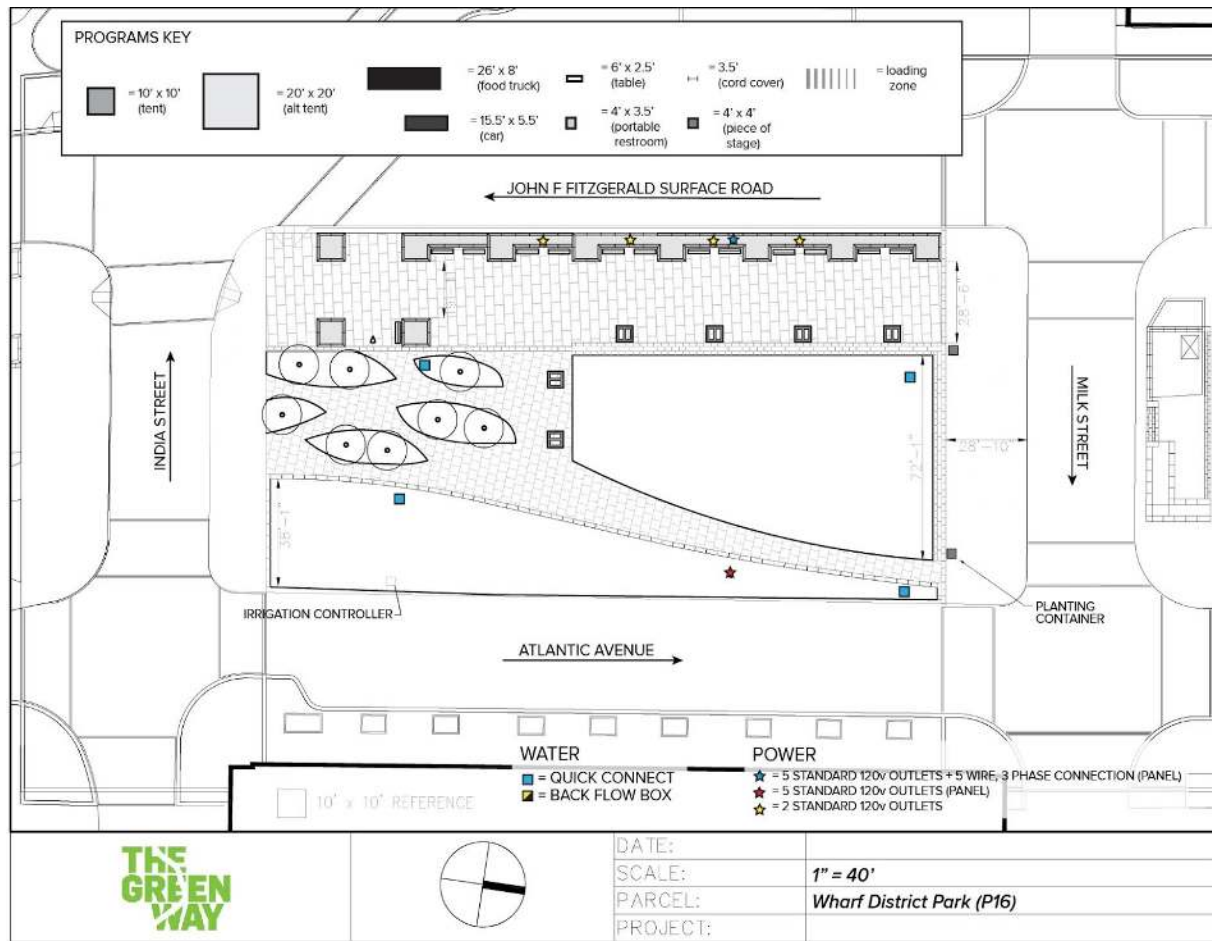 PROGRAMS KEY
= 10' x 10'
(tent)
= 20' x 20'
(alt tent)
= 26' x 8'
(food truck)
= 15.5' x 5.5'
(car)
= 6' x 2.5'
(table)
= 4' x 3.5'
(portable
restroom)
= 3.5'
(cord cover)
= 4' x 4'
(piece of
stage)
= loading
zone
JOHN F FITZGERALD SURFACE ROAD
28'-6"
INDIA STREET
MILK STREET
28'-10"
72'-1"
38'-1"
IRRIGATION CONTROLLER
PLANTING
CONTAINER
ATLANTIC AVENUE
WATER
= QUICK CONNECT
= BACK FLOW BOX
POWER
= 5 STANDARD 120v OUTLETS + 5 WIRE, 3 PHASE CONNECTION (PANEL)
= 5 STANDARD 120v OUTLETS (PANEL)
= 2 STANDARD 120v OUTLETS
10' x 10' REFERENCE
THE
GREEN
WAY
DATE:
SCALE: 1" = 40'
PARCEL: Wharf District Park (P16)
PROJECT: